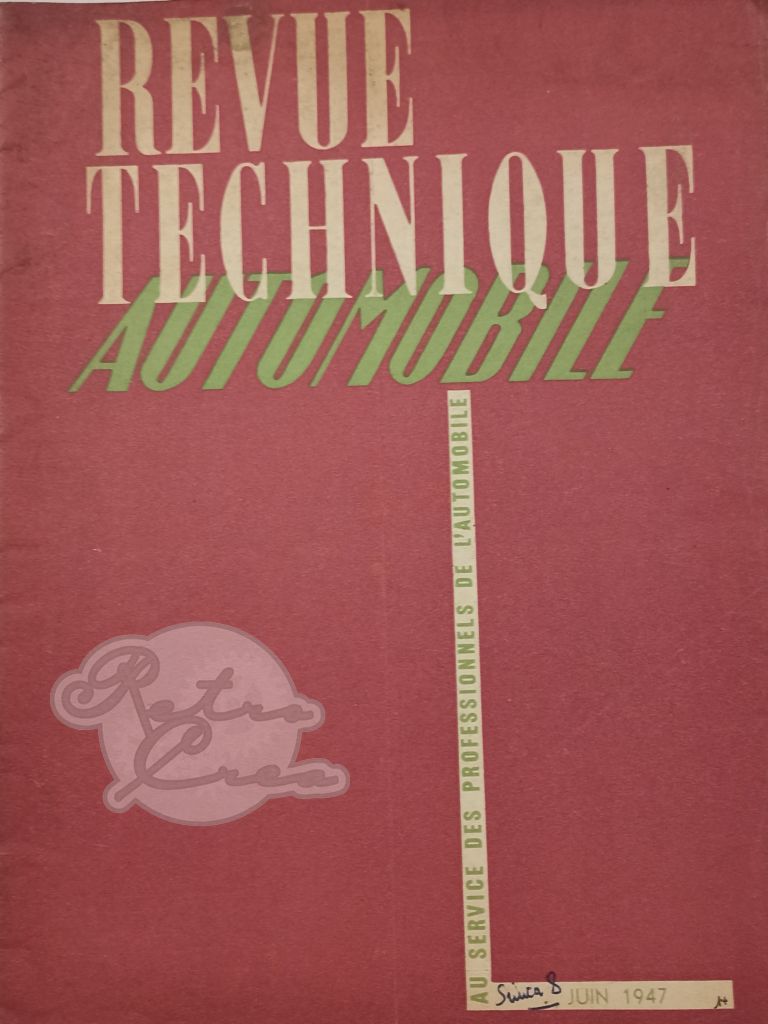 REVUE
TECHNIQUE
AUTOMOBILE
AU SERVICE DES PROFESSIONNELS DE L'AUTOMOBILE
Retro
Crea
Simca 8 JUIN 1947